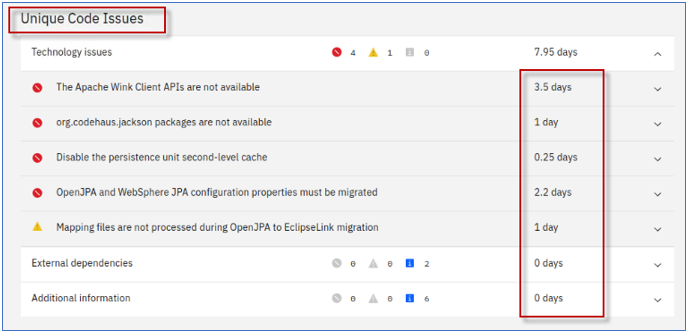 Unique Code Issues
Technology issues 4 1 0 7.95 days
The Apache Wink Client APIs are not available 3.5 days
org.codehaus.jackson packages are not available 1 day
Disable the persistence unit second-level cache 0.25 days
OpenJPA and WebSphere JPA configuration properties must be migrated 2.2 days
Mapping files are not processed during OpenJPA to EclipseLink migration 1 day
External dependencies 0 0 2 0 days
Additional information 0 0 6 0 days